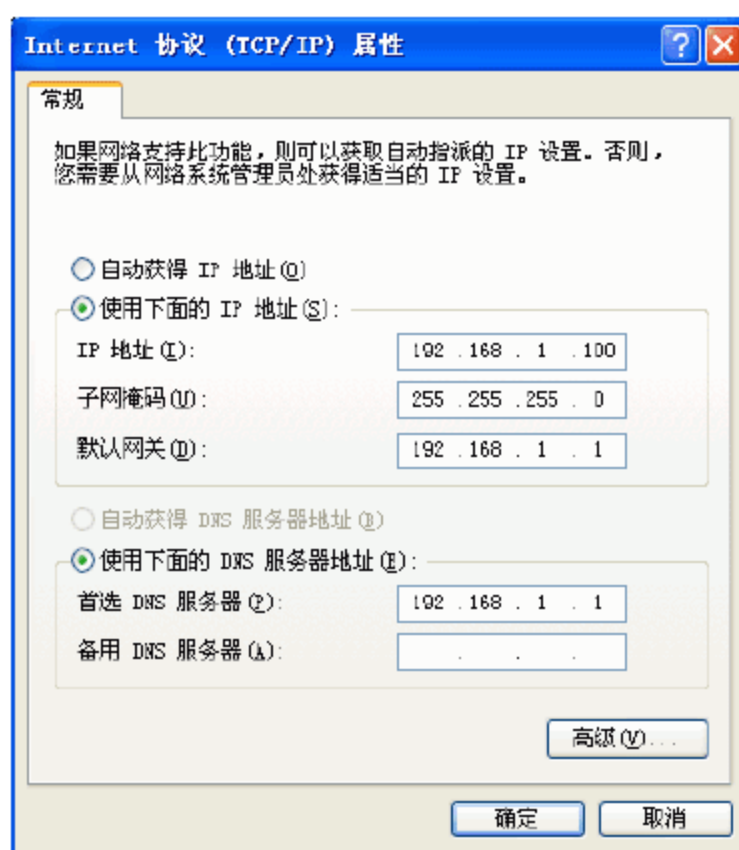 Internet 协议 (TCP/IP) 属性
常规
如果网络支持此功能，则可以获取自动指派的 IP 设置。否则，
您需要从网络系统管理员处获得适当的 IP 设置。
自动获得 IP 地址(O)
使用下面的 IP 地址(S):
IP 地址(I): 192 .168 . 1 .100
子网掩码(U): 255 .255 .255 . 0
默认网关(D): 192 .168 . 1 . 1
自动获得 DNS 服务器地址(B)
使用下面的 DNS 服务器地址(E):
首选 DNS 服务器(P): 192 .168 . 1 . 1
备用 DNS 服务器(A): . . .
高级(V)...
确定 取消